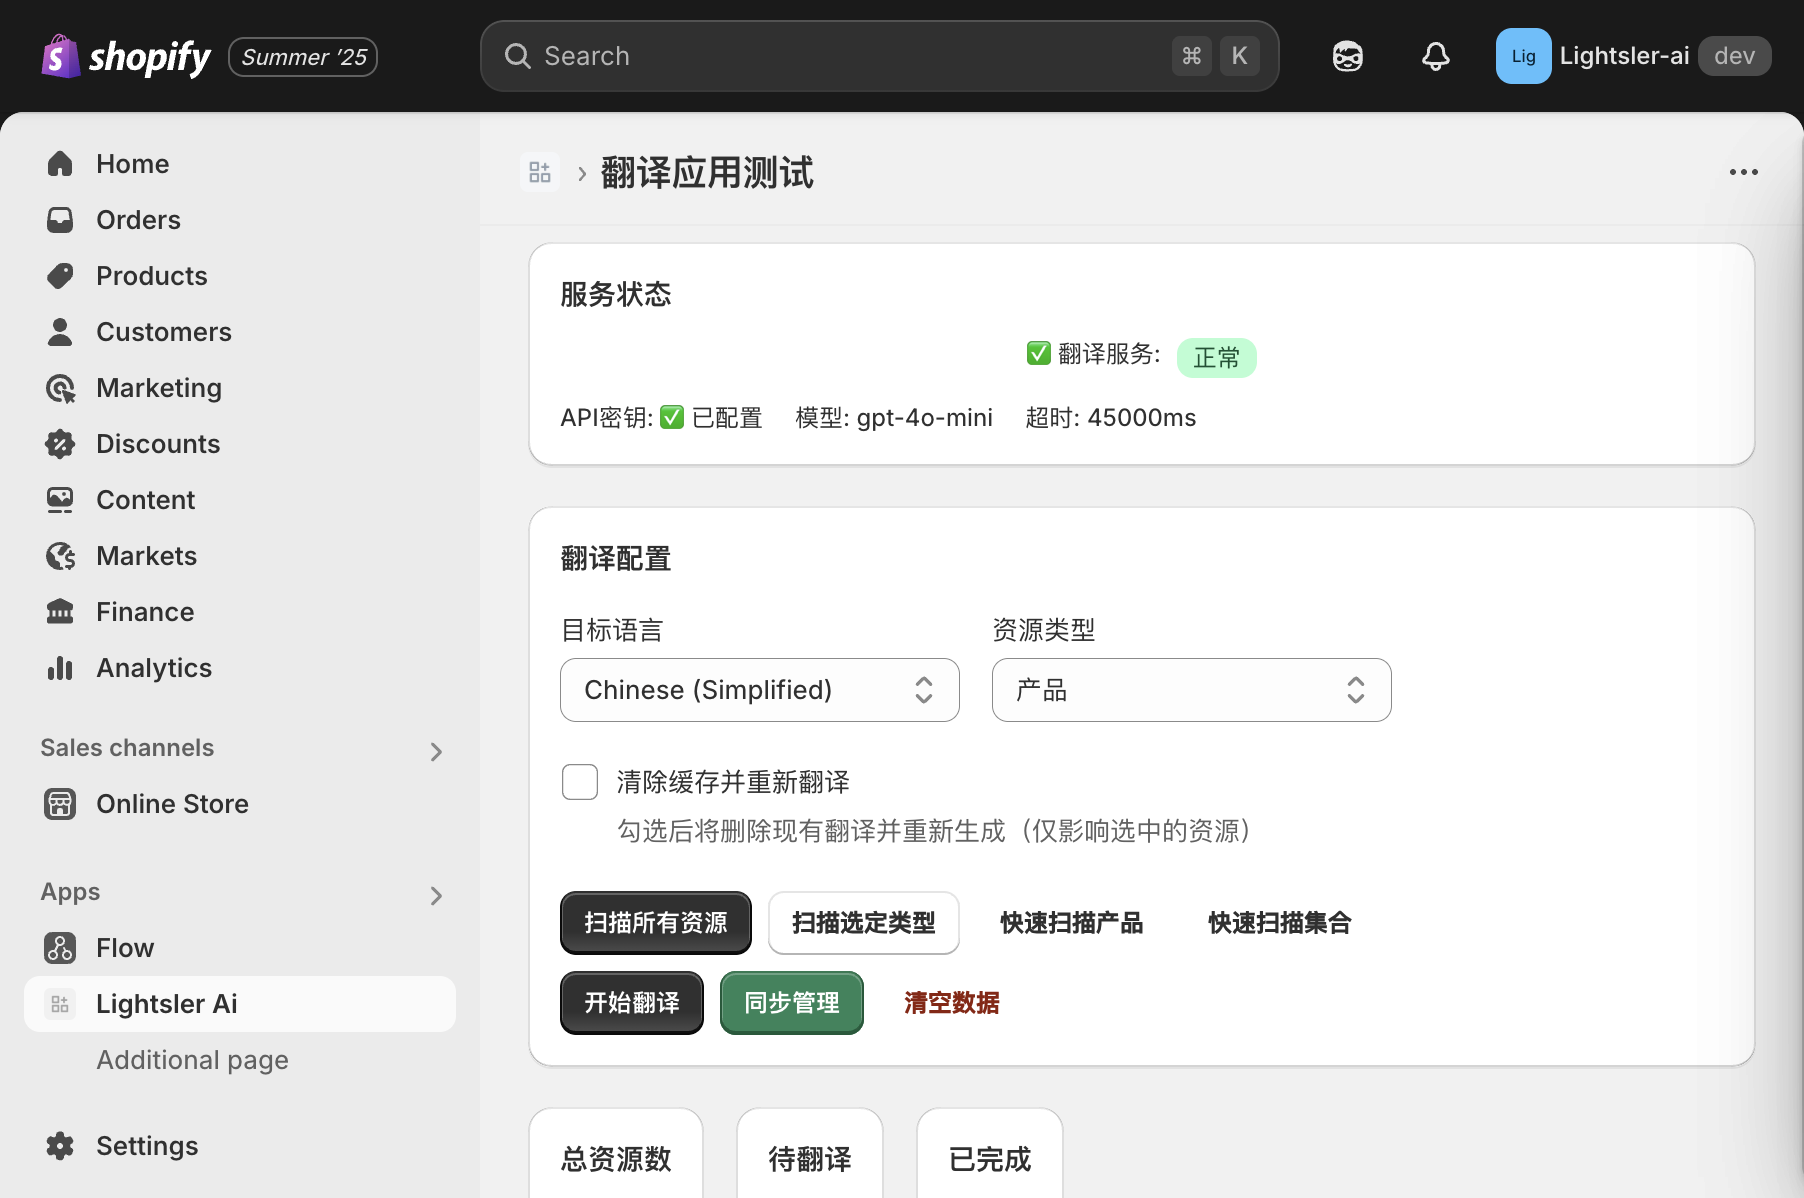 shopify
Summer ’25
Search
⌘ K
Lig
Lightsler-ai
dev
Home
Orders
Products
Customers
Marketing
Discounts
Content
Markets
Finance
Analytics
Sales channels
Online Store
Apps
Flow
Lightsler Ai
Additional page
Settings
翻译应用测试
服务状态
✅ 翻译服务: 正常
API密钥: ✅ 已配置 模型: gpt-4o-mini 超时: 45000ms
翻译配置
目标语言 资源类型
Chinese (Simplified) 产品
清除缓存并重新翻译
勾选后将删除现有翻译并重新生成（仅影响选中的资源）
扫描所有资源 扫描选定类型 快速扫描产品 快速扫描集合
开始翻译 同步管理 清空数据
总资源数 待翻译 已完成